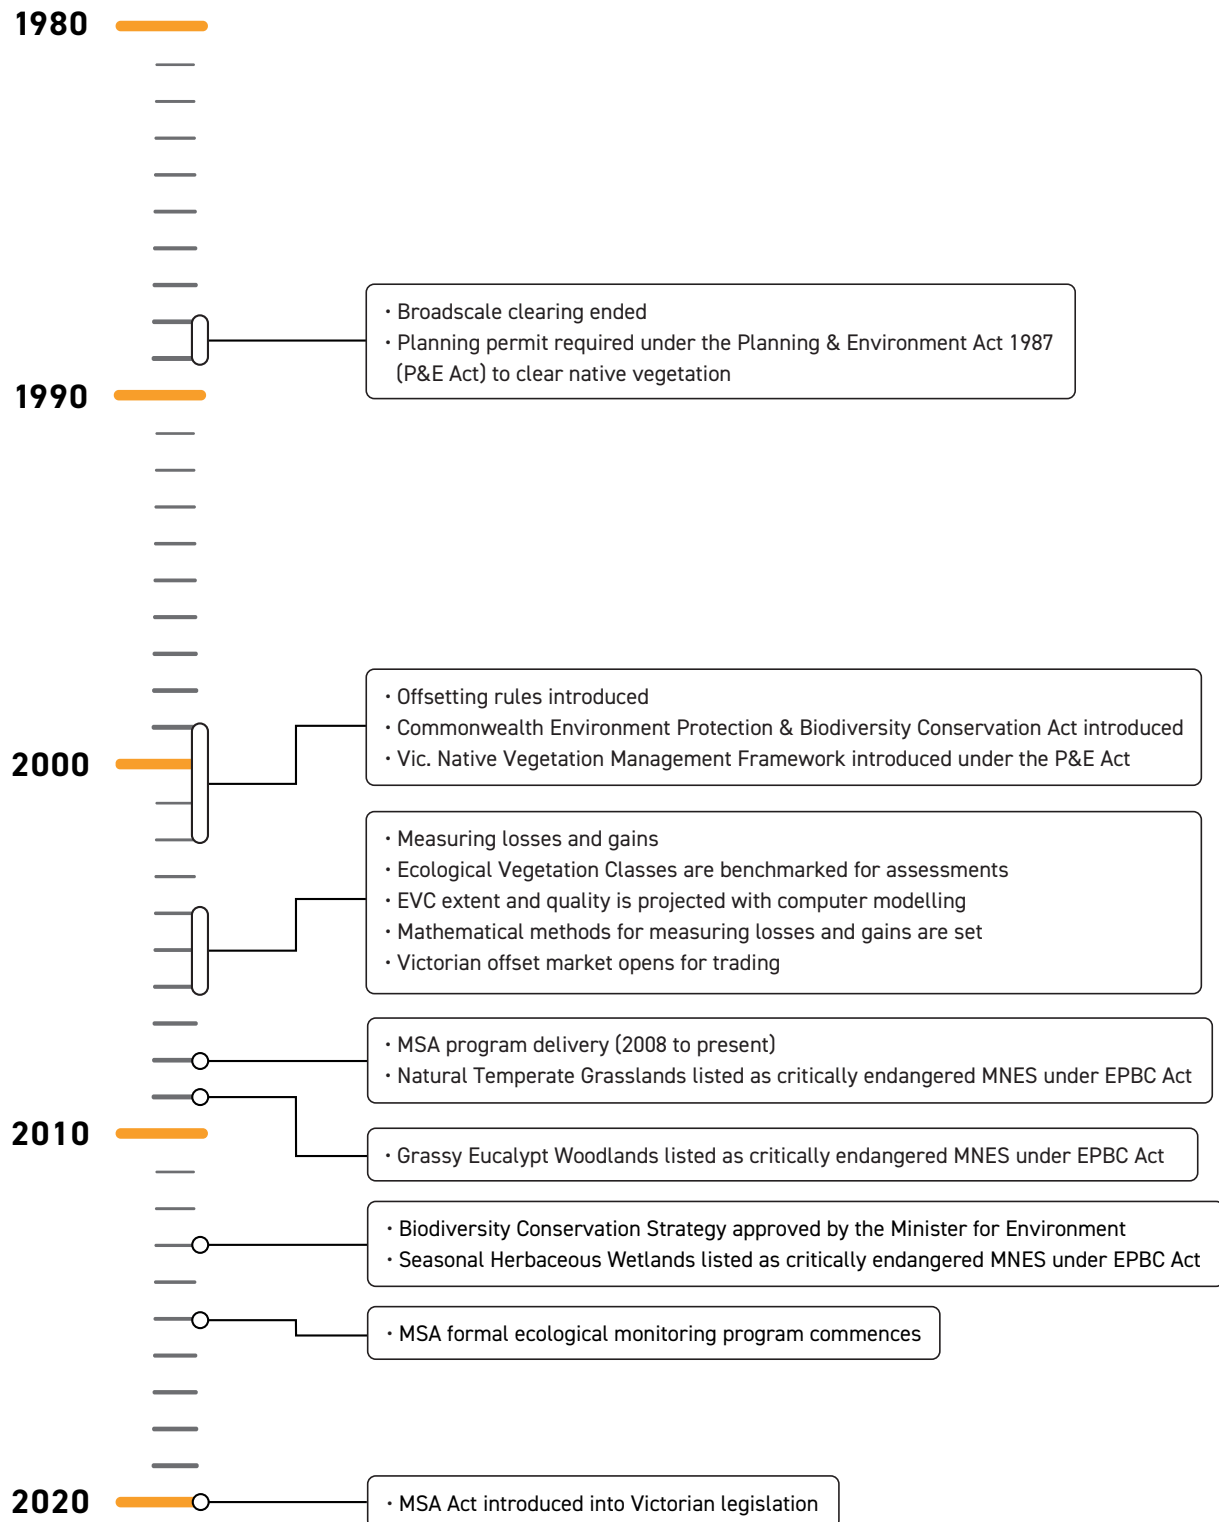 1980
· Broadscale clearing ended
· Planning permit required under the Planning & Environment Act 1987
(P&E Act) to clear native vegetation
1990
· Offsetting rules introduced
· Commonwealth Environment Protection & Biodiversity Conservation Act introduced
· Vic. Native Vegetation Management Framework introduced under the P&E Act
2000
· Measuring losses and gains
· Ecological Vegetation Classes are benchmarked for assessments
· EVC extent and quality is projected with computer modelling
· Mathematical methods for measuring losses and gains are set
· Victorian offset market opens for trading
· MSA program delivery (2008 to present)
· Natural Temperate Grasslands listed as critically endangered MNES under EPBC Act
2010
· Grassy Eucalypt Woodlands listed as critically endangered MNES under EPBC Act
· Biodiversity Conservation Strategy approved by the Minister for Environment
· Seasonal Herbaceous Wetlands listed as critically endangered MNES under EPBC Act
· MSA formal ecological monitoring program commences
2020
· MSA Act introduced into Victorian legislation